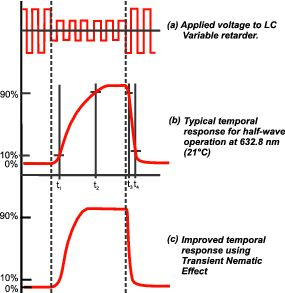 (a) Applied voltage to LC
Variable retarder.
90%
10%
0%
t1
t2
t3
t4
(b) Typical temporal
response for half-wave
operation at 632.8 nm
(21°C)
90%
10%
0%
(c) Improved temporal
response using
Transient Nematic
Effect